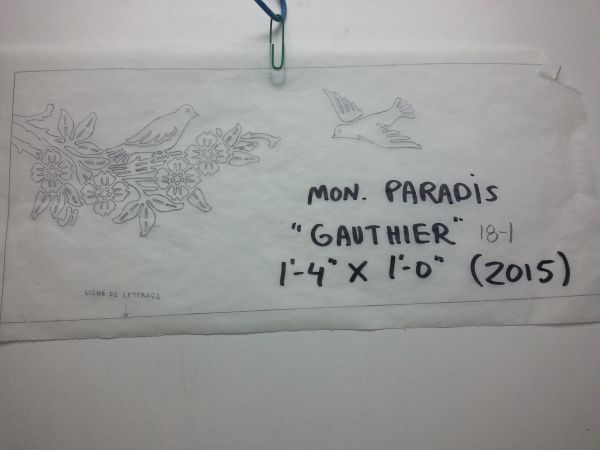 MON. PARADIS
"GAUTHIER" 18-1
1'-4" X 1'-0" (2015)
LIGNE DE LETTRAGE